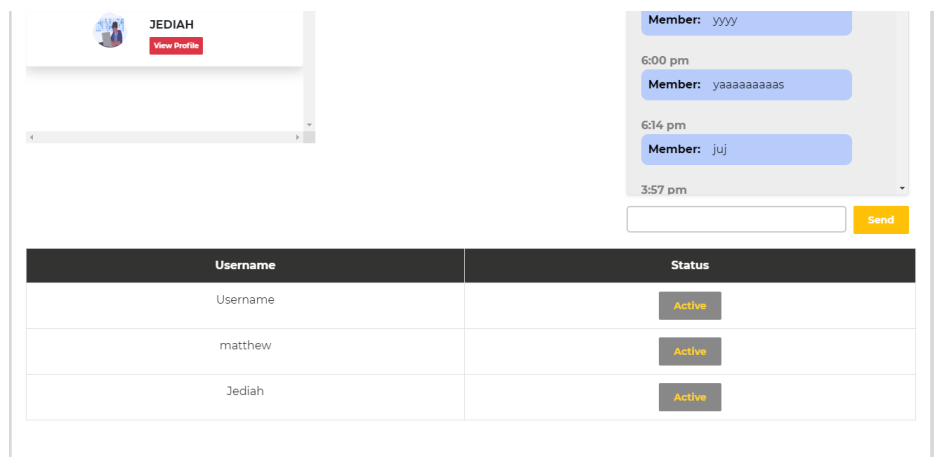 JEDIAH
View Profile
Member: yyyy
6:00 pm
Member: yaaaaaaaaas
6:14 pm
Member: juj
3:57 pm
Send
Username Status
Username Active
matthew Active
Jediah Active